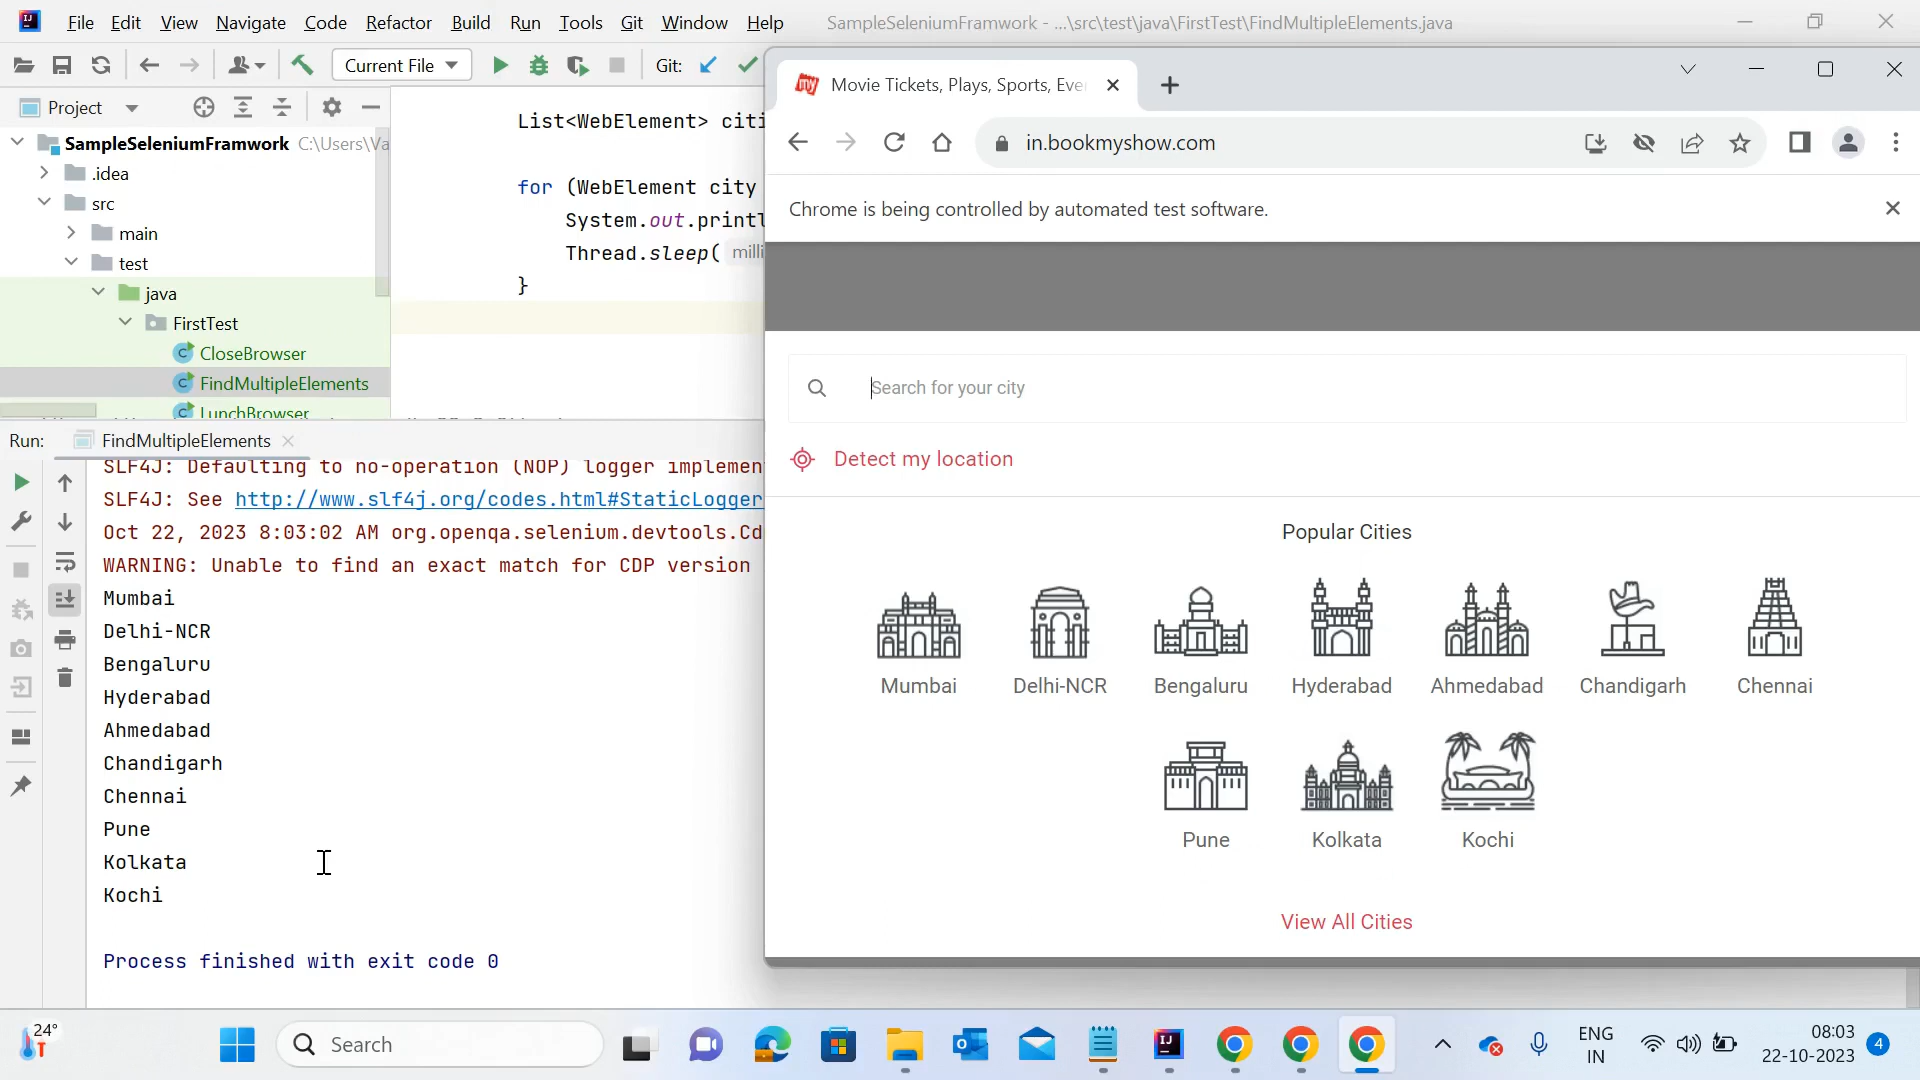 File Edit View Navigate Code Refactor Build Run Tools Git Window Help SampleSeleniumFramwork - ...\src\test\java\FirstTest\FindMultipleElements.java
Current File Git:
Project
SampleSeleniumFramwork C:\Users\Va
.idea
src
main
test
java
FirstTest
CloseBrowser
FindMultipleElements
LunchBrowser
List<WebElement> citi
for (WebElement city
System.out.printl
Thread.sleep( milli
}
Run: FindMultipleElements
SLF4J: Defaulting to no-operation (NOP) logger implemen
SLF4J: See http://www.slf4j.org/codes.html#StaticLogger
Oct 22, 2023 8:03:02 AM org.openqa.selenium.devtools.Cd
WARNING: Unable to find an exact match for CDP version
Mumbai
Delhi-NCR
Bengaluru
Hyderabad
Ahmedabad
Chandigarh
Chennai
Pune
Kolkata
Kochi
Process finished with exit code 0
my Movie Tickets, Plays, Sports, Eve
in.bookmyshow.com
Chrome is being controlled by automated test software.
Search for your city
Detect my location
Popular Cities
Mumbai Delhi-NCR Bengaluru Hyderabad Ahmedabad Chandigarh Chennai
Pune Kolkata Kochi
View All Cities
24°
Search
ENG
IN
08:03
22-10-2023
4